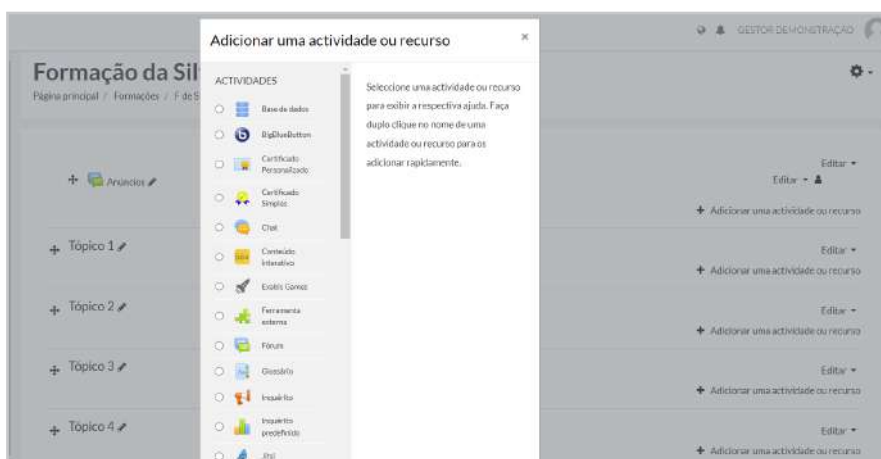 Adicionar uma actividade ou recurso
×
GESTOR DEMONSTRAÇÃO
Formação da Sil
Página principal / Formações / F de S
ACTIVIDADES
Base de dados
BigBlueButton
Certificado
Personalizado
Certificado
Simples
Chat
Conteúdo
Interativo
Exabis Games
Ferramenta
externa
Fórum
Glossário
Inquérito
Inquérito
predefinido
Seleccione uma actividade ou recurso
para exibir a respectiva ajuda. Faça
duplo clique no nome de uma
actividade ou recurso para os
adicionar rapidamente.
Anúncios
Editar
Editar
Adicionar uma actividade ou recurso
Tópico 1
Editar
Adicionar uma actividade ou recurso
Tópico 2
Editar
Adicionar uma actividade ou recurso
Tópico 3
Editar
Adicionar uma actividade ou recurso
Tópico 4
Editar
Adicionar uma actividade ou recurso